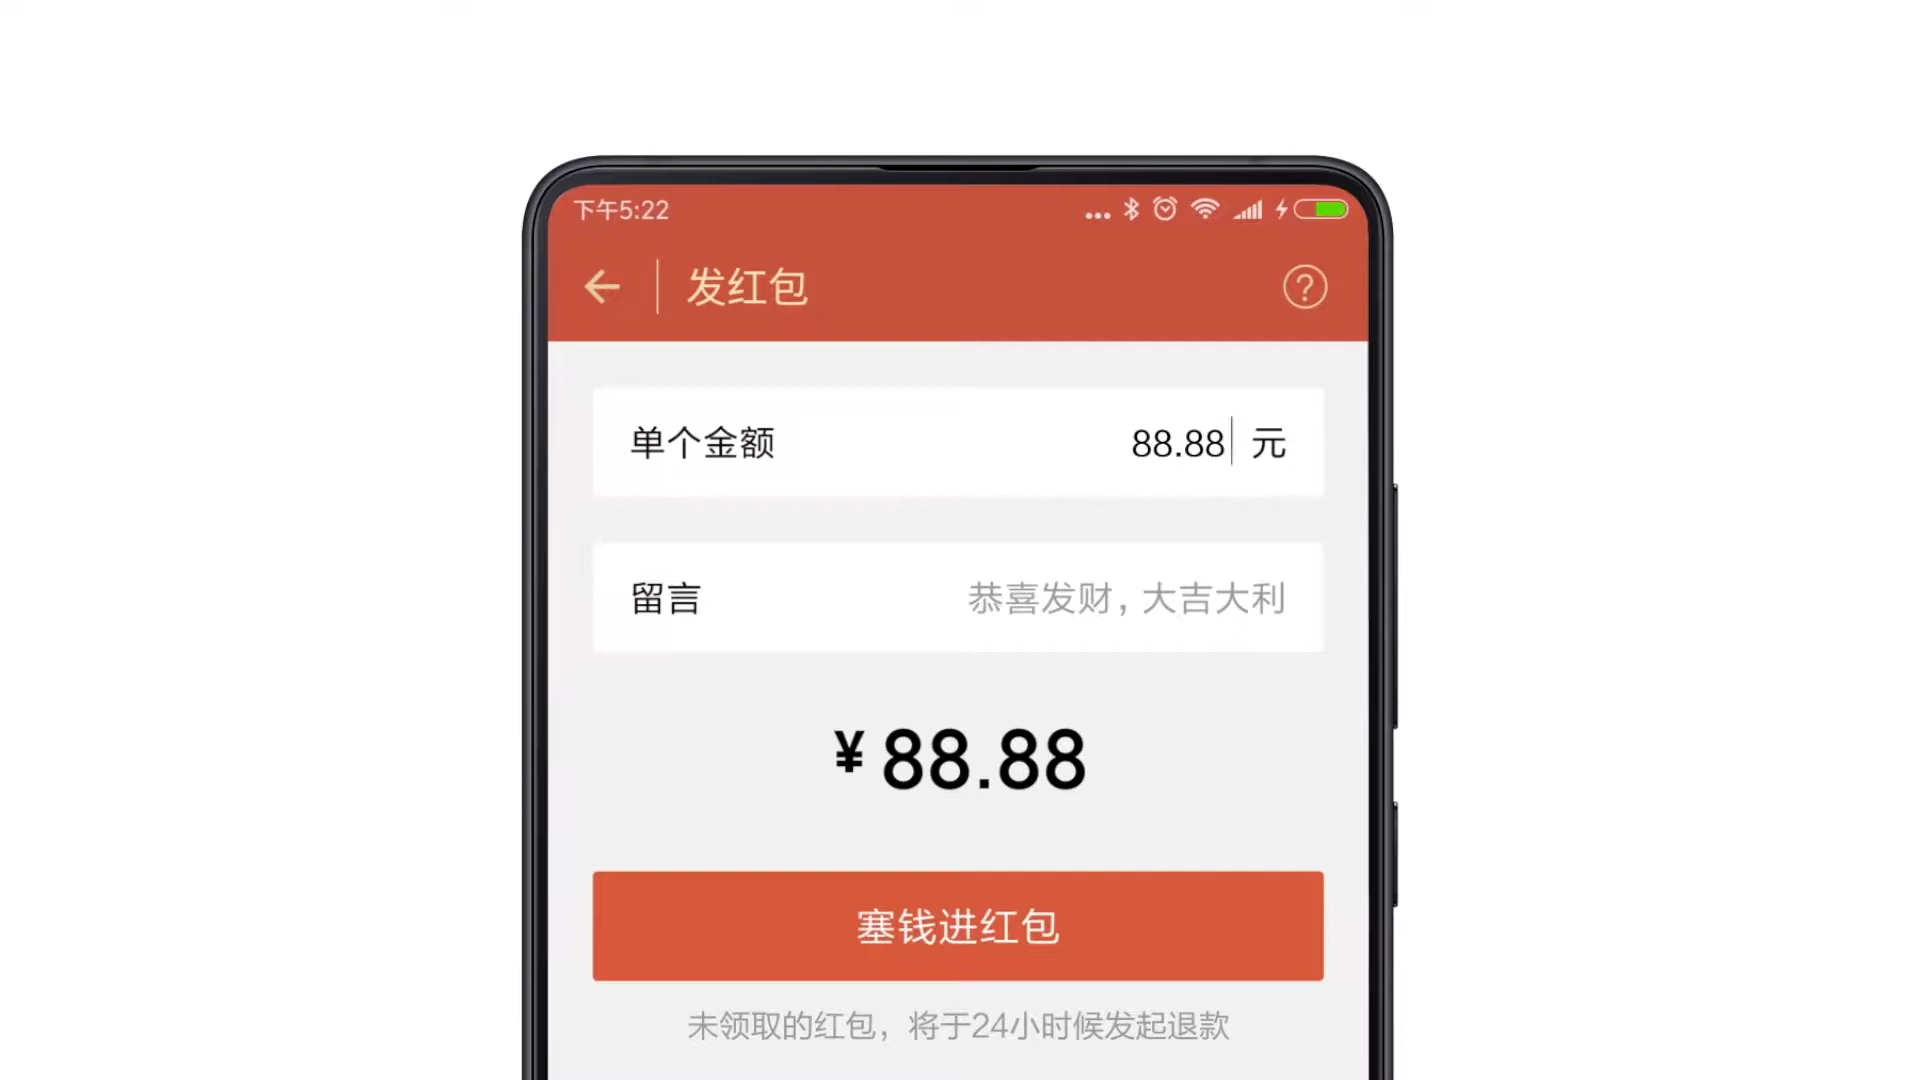 下午5:22
发红包
单个金额 88.88 元
留言 恭喜发财，大吉大利
¥88.88
塞钱进红包
未领取的红包，将于24小时候发起退款